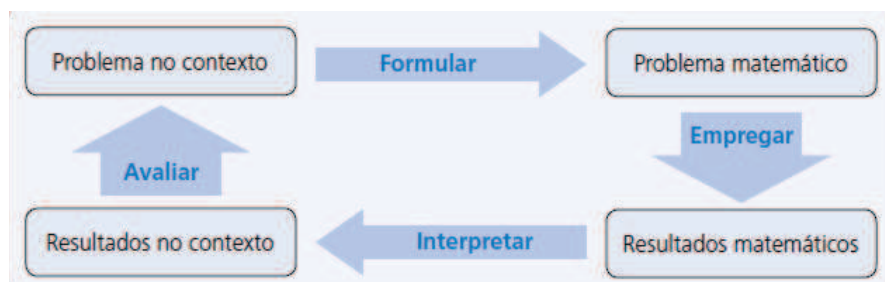 Problema no contexto
Formular
Problema matemático
Empregar
Avaliar
Resultados no contexto
Interpretar
Resultados matemáticos